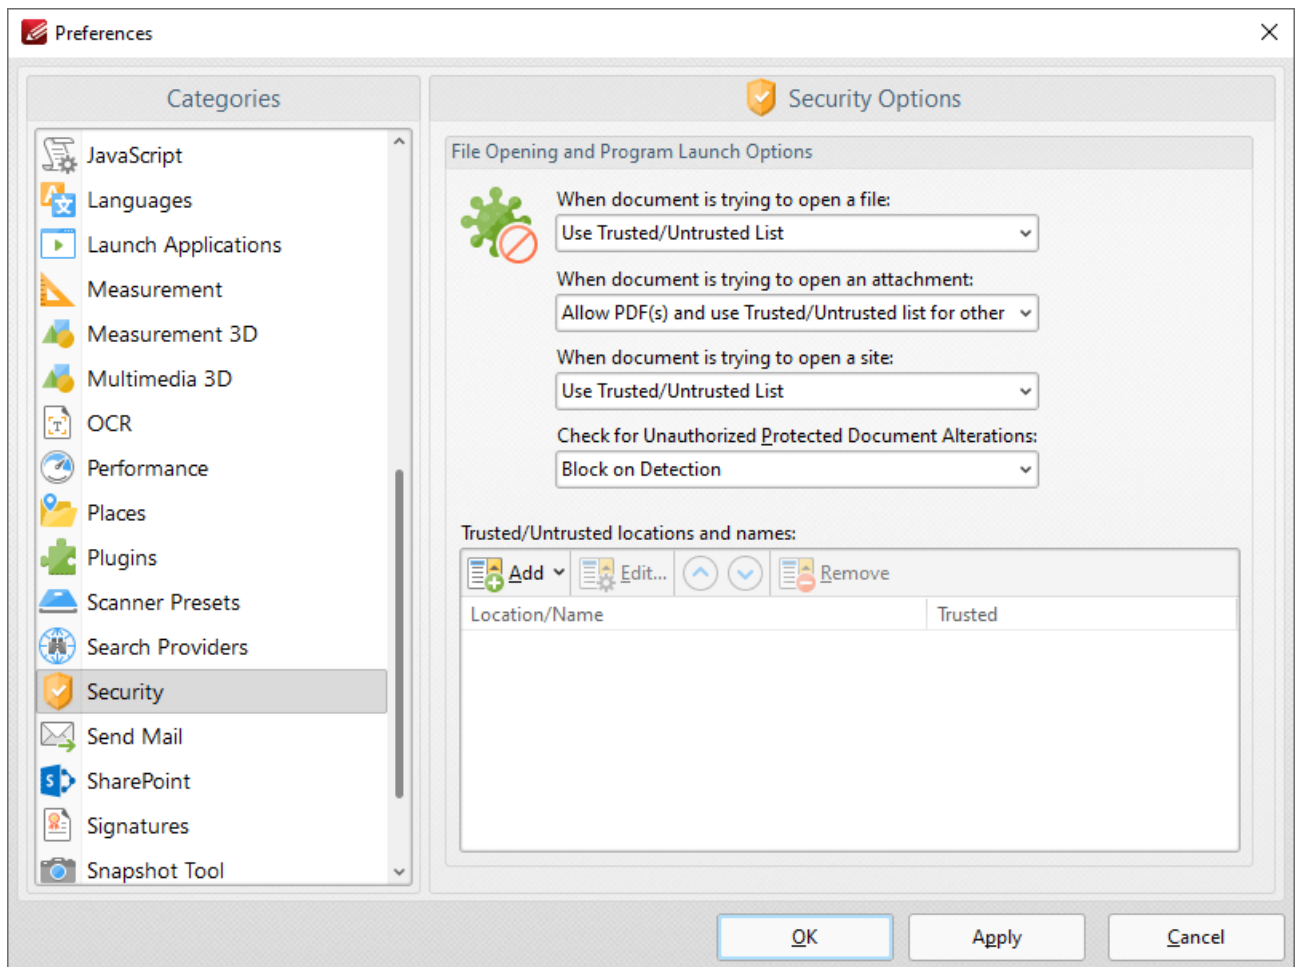 Preferences
Categories
JavaScript
Languages
Launch Applications
Measurement
Measurement 3D
Multimedia 3D
OCR
Performance
Places
Plugins
Scanner Presets
Search Providers
Security
Send Mail
SharePoint
Signatures
Snapshot Tool
Security Options
File Opening and Program Launch Options
When document is trying to open a file:
Use Trusted/Untrusted List
When document is trying to open an attachment:
Allow PDF(s) and use Trusted/Untrusted list for other
When document is trying to open a site:
Use Trusted/Untrusted List
Check for Unauthorized Protected Document Alterations:
Block on Detection
Trusted/Untrusted locations and names:
Add Edit... Remove
Location/Name Trusted
OK Apply Cancel